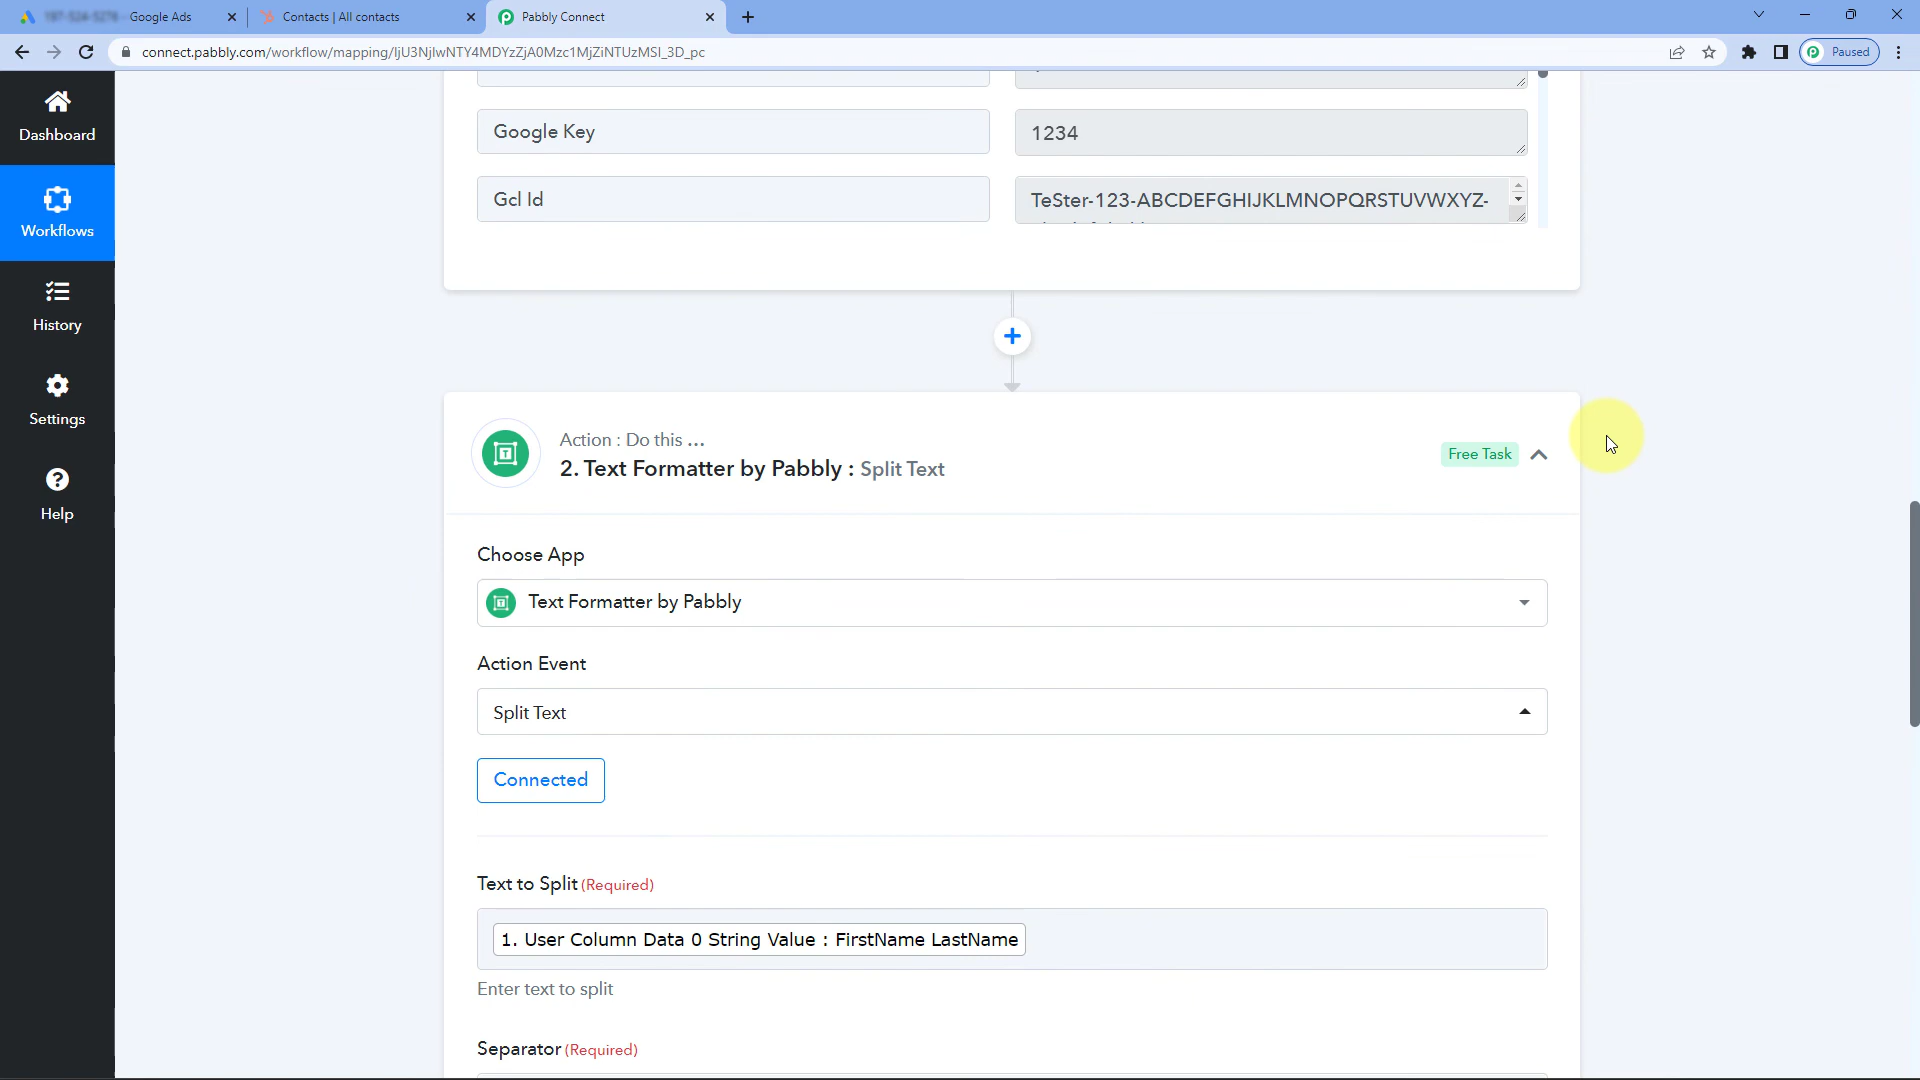 Google Ads
Contacts | All contacts
Pabbly Connect
connect.pabbly.com/workflow/mapping/IjU3NjIwNTY4MDYzZjA0Mzc1MjZiNTUzMSI_3D_pc
Paused
Dashboard
Workflows
History
Settings
Help
Google Key
1234
Gcl Id
TeSter-123-ABCDEFGHIJKLMNOPQRSTUVWXYZ-
Action : Do this ...
2. Text Formatter by Pabbly : Split Text
Free Task
Choose App
Text Formatter by Pabbly
Action Event
Split Text
Connected
Text to Split (Required)
1. User Column Data 0 String Value : FirstName LastName
Enter text to split
Separator (Required)